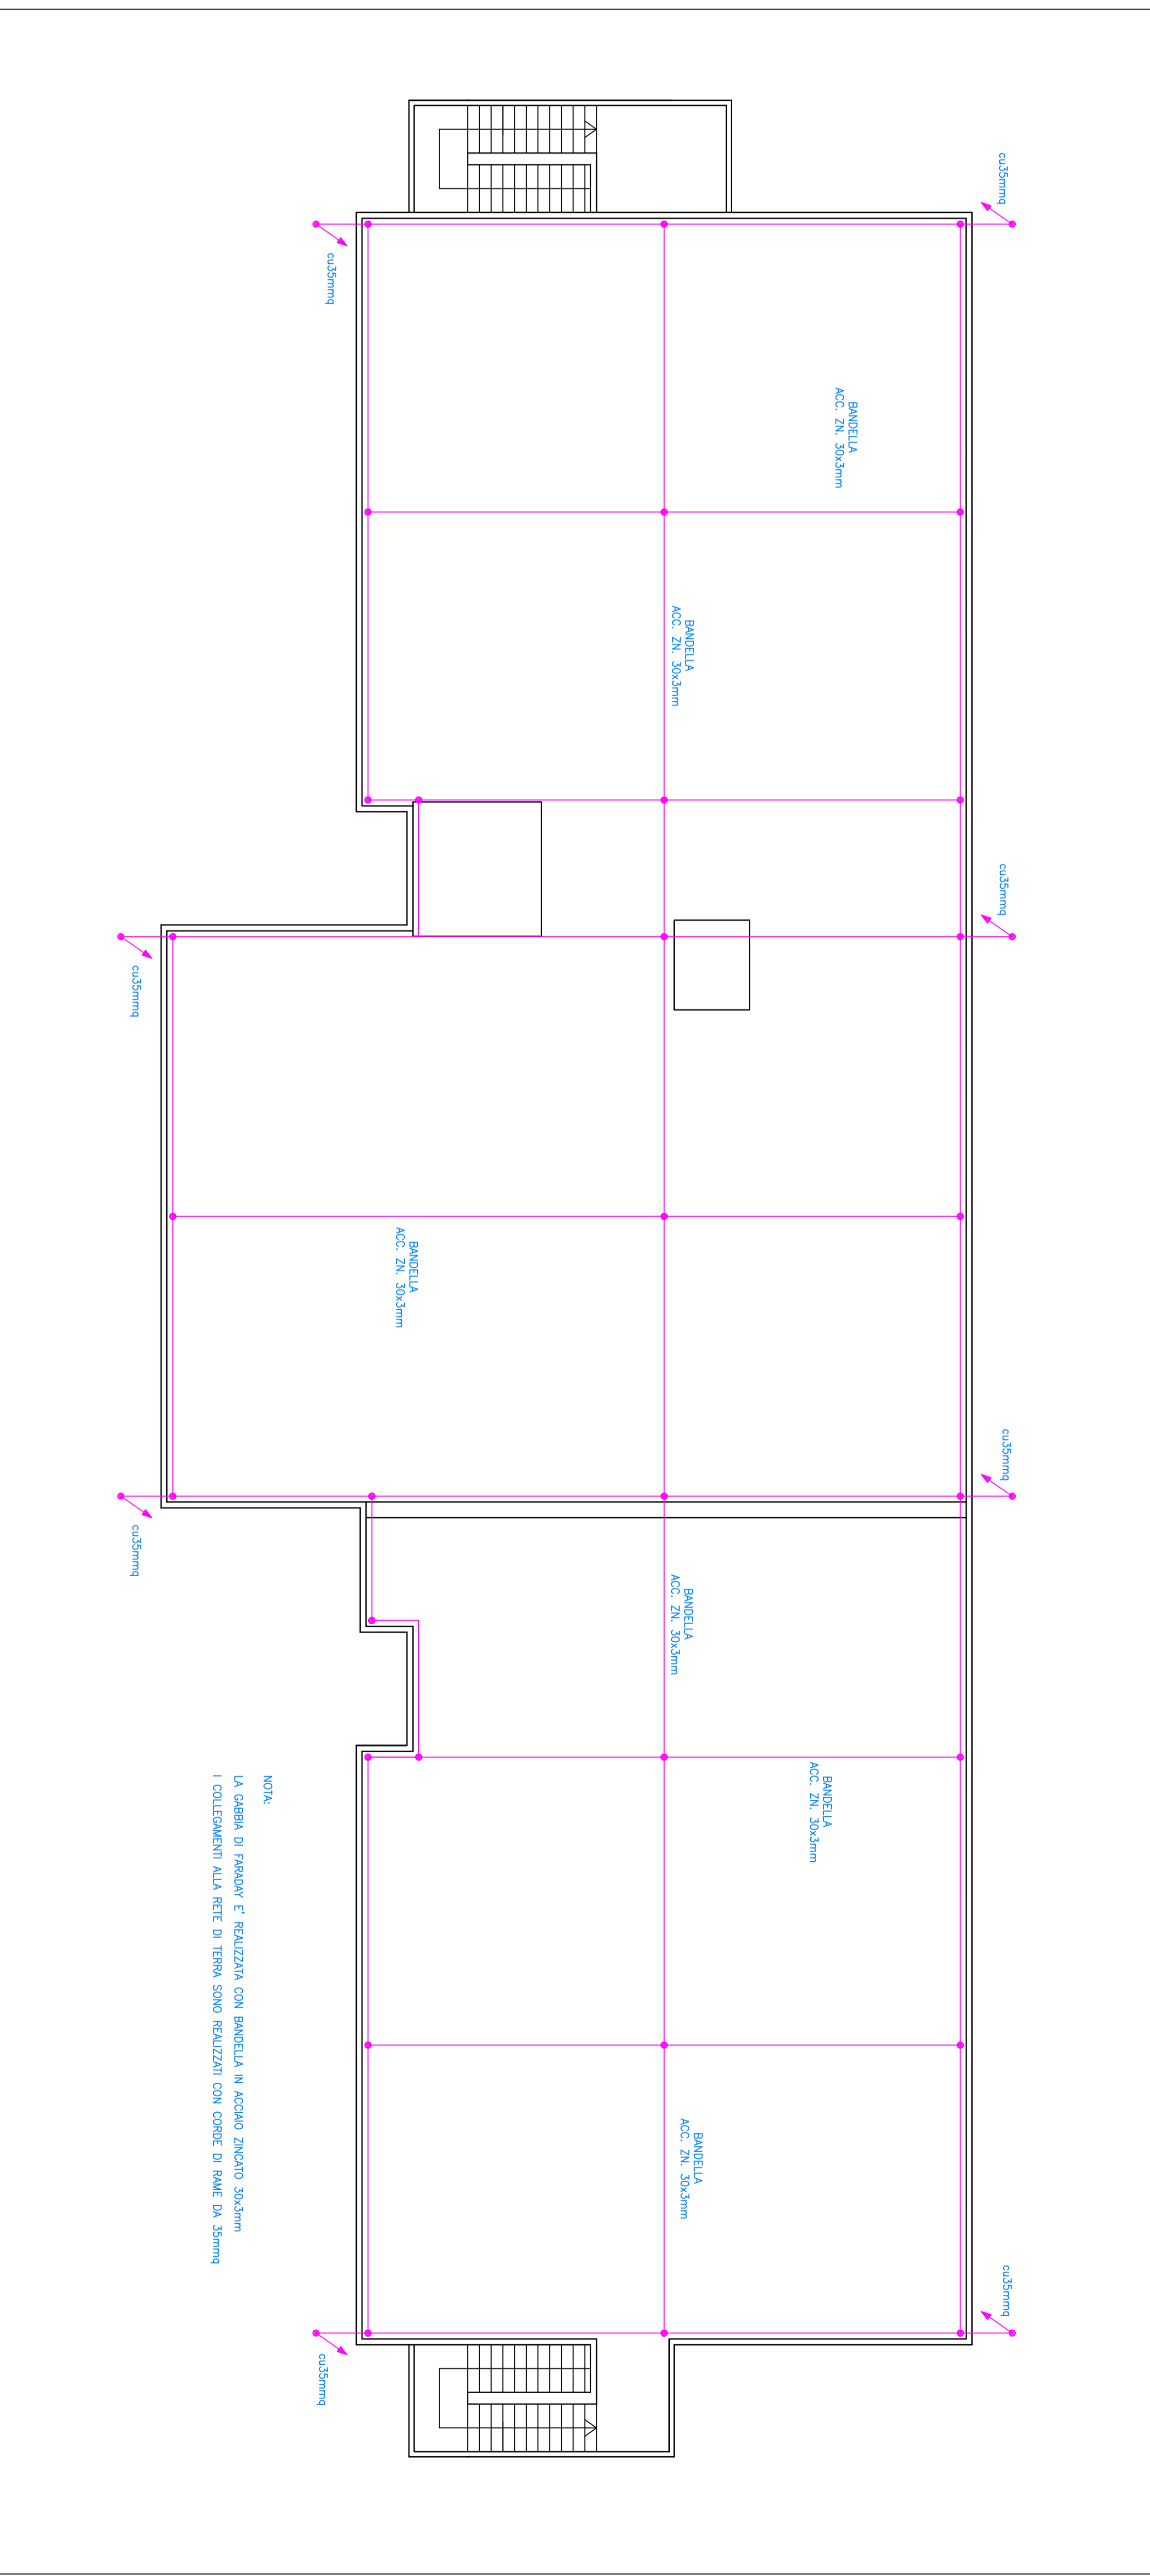 cu35mmq
cu35mmq
BANDELLA
ACC. ZN. 30x3mm
BANDELLA
ACC. ZN. 30x3mm
cu35mmq
cu35mmq
BANDELLA
ACC. ZN. 30x3mm
cu35mmq
cu35mmq
BANDELLA
ACC. ZN. 30x3mm
BANDELLA
ACC. ZN. 30x3mm
NOTA:
LA GABBIA DI FARADAY E' REALIZZATA CON BANDELLA IN ACCIAIO ZINCATO 30x3mm
I COLLEGAMENTI ALLA RETE DI TERRA SONO REALIZZATI CON CORDE DI RAME DA 35mmq
BANDELLA
ACC. ZN. 30x3mm
cu35mmq
cu35mmq